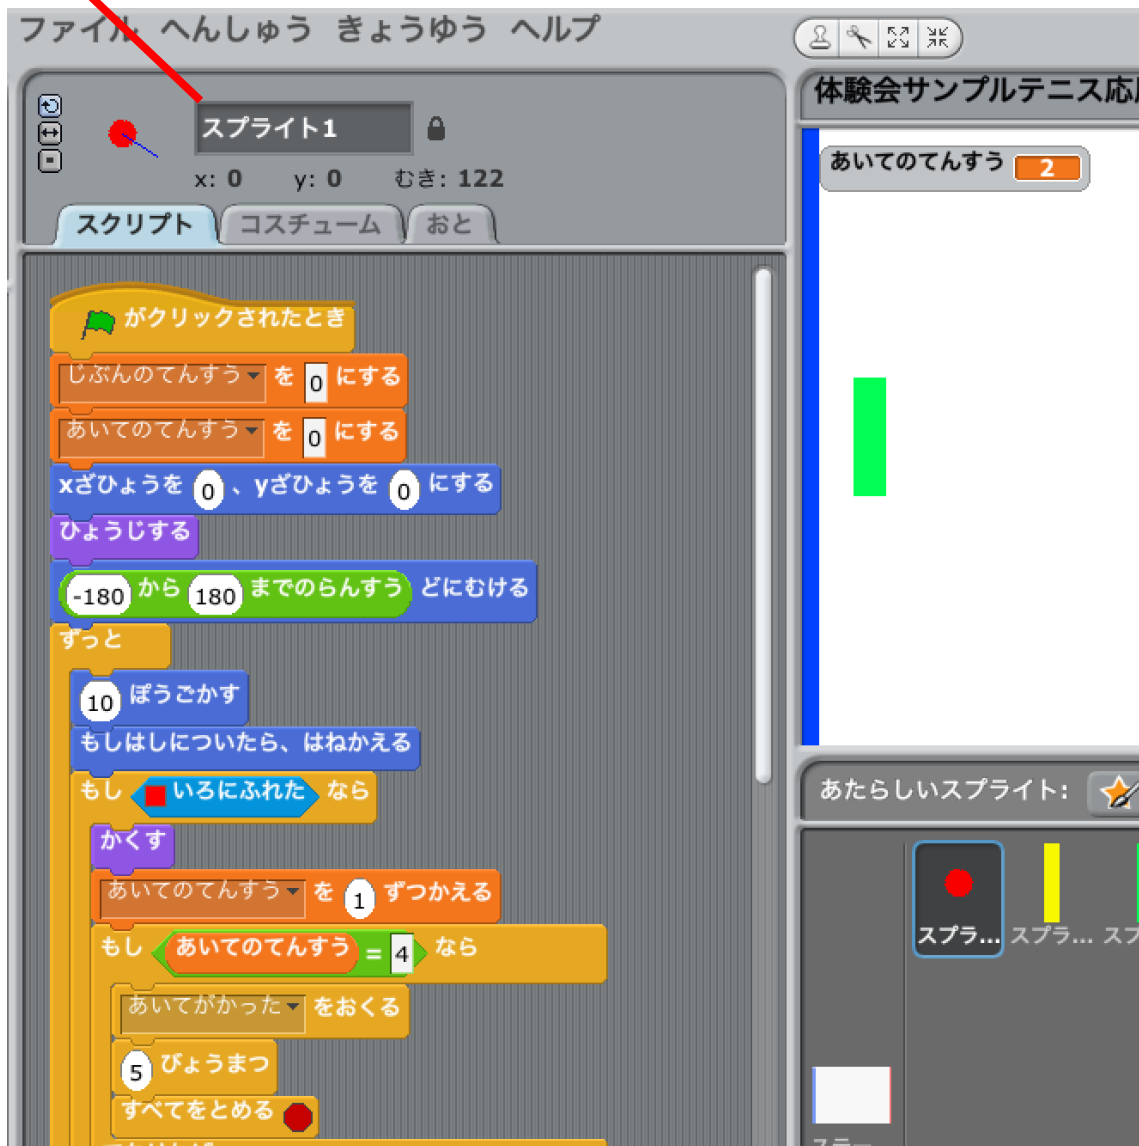 ファイル へんしゅう きょうゆう ヘルプ
スプライト1
x: 0 y: 0 むき: 122
スクリプト コスチューム おと
がクリックされたとき
じぶんのてんすう を 0 にする
あいてのてんすう を 0 にする
xざひょうを 0 、yざひょうを 0 にする
ひょうじする
-180 から 180 までのらんすう どにむける
ずっと
10 ぽうごかす
もしはしについたら、はねかえる
もし いろにふれた なら
かくす
あいてのてんすう を 1 ずつかえる
もし あいてのてんすう = 4 なら
あいてがかった をおくる
5 びょうまつ
すべてをとめる
体験会サンプルテニス応
あいてのてんすう 2
あたらしいスプライト:
スプラ... スプラ... スプ
ステー